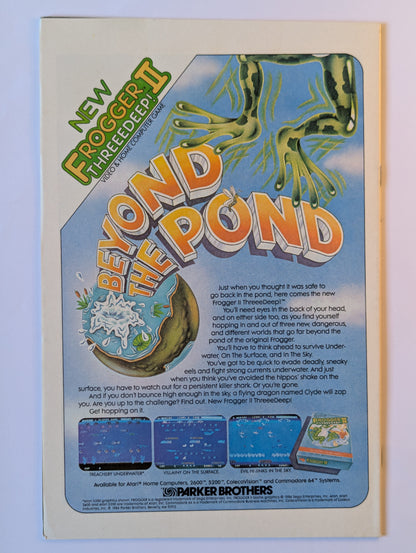 NEW
FROGGER II
THREEEDEEP!™
VIDEO & HOME COMPUTER GAME
BEYOND
THE POND
Just when you thought it was safe to
go back in the pond, here comes the new
Frogger II ThreeeDeep!™
You'll need eyes in the back of your head,
and on either side too, as you find yourself
hopping in and out of three new, dangerous,
and different worlds that go far beyond the
pond of the original Frogger.
You'll have to think ahead to survive Under-
water, On The Surface, and In The Sky.
You've got to be quick to evade deadly, sneaky
eels and fight strong currents underwater. And just
when you think you've avoided the hippos' shake on the
surface, you have to watch out for a persistent killer shark. Or you're gone.
And if you don't bounce high enough in the sky, a flying dragon named Clyde will zap
you. Are you up to the challenge? Find out. New Frogger II ThreeeDeep!
Get hopping on it.
TREACHERY UNDERWATER*
VILLAINY ON THE SURFACE
EVIL HI-JINKS IN THE SKY.
Available for Atari® Home Computers, 2600™, 5200™, ColecoVision™ and Commodore 64™ Systems.
PARKER BROTHERS